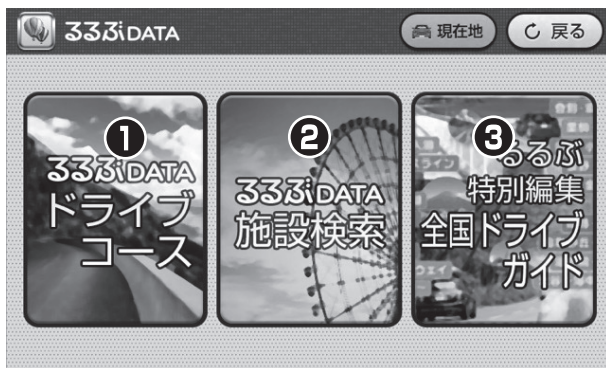 るるぶDATA
現在地
戻る
❶
るるぶDATA
ドライブ
コース
❷
るるぶDATA
施設検索
❸
るるぶ
特別編集
全国ドライブ
ガイド